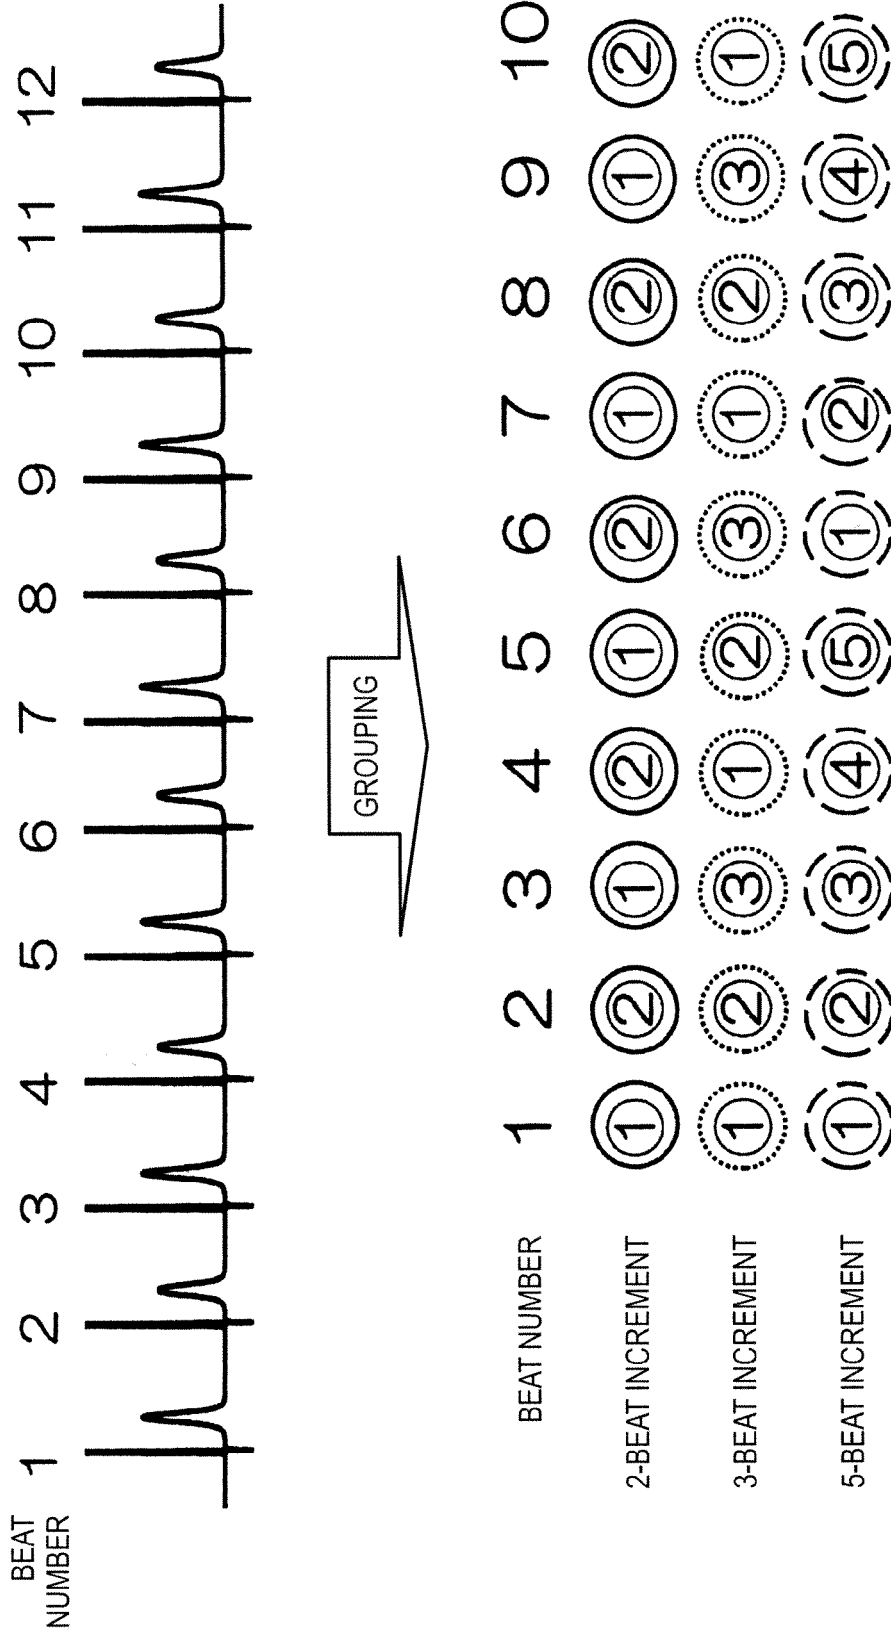 BEAT
NUMBER
1 2 3 4 5 6 7 8 9 10 11 12
GROUPING
BEAT NUMBER 1 2 3 4 5 6 7 8 9 10
2-BEAT INCREMENT 1 2 1 2 1 2 1 2 1 2
3-BEAT INCREMENT 1 2 3 1 2 3 1 2 3 1
5-BEAT INCREMENT 1 2 3 4 5 1 2 3 4 5